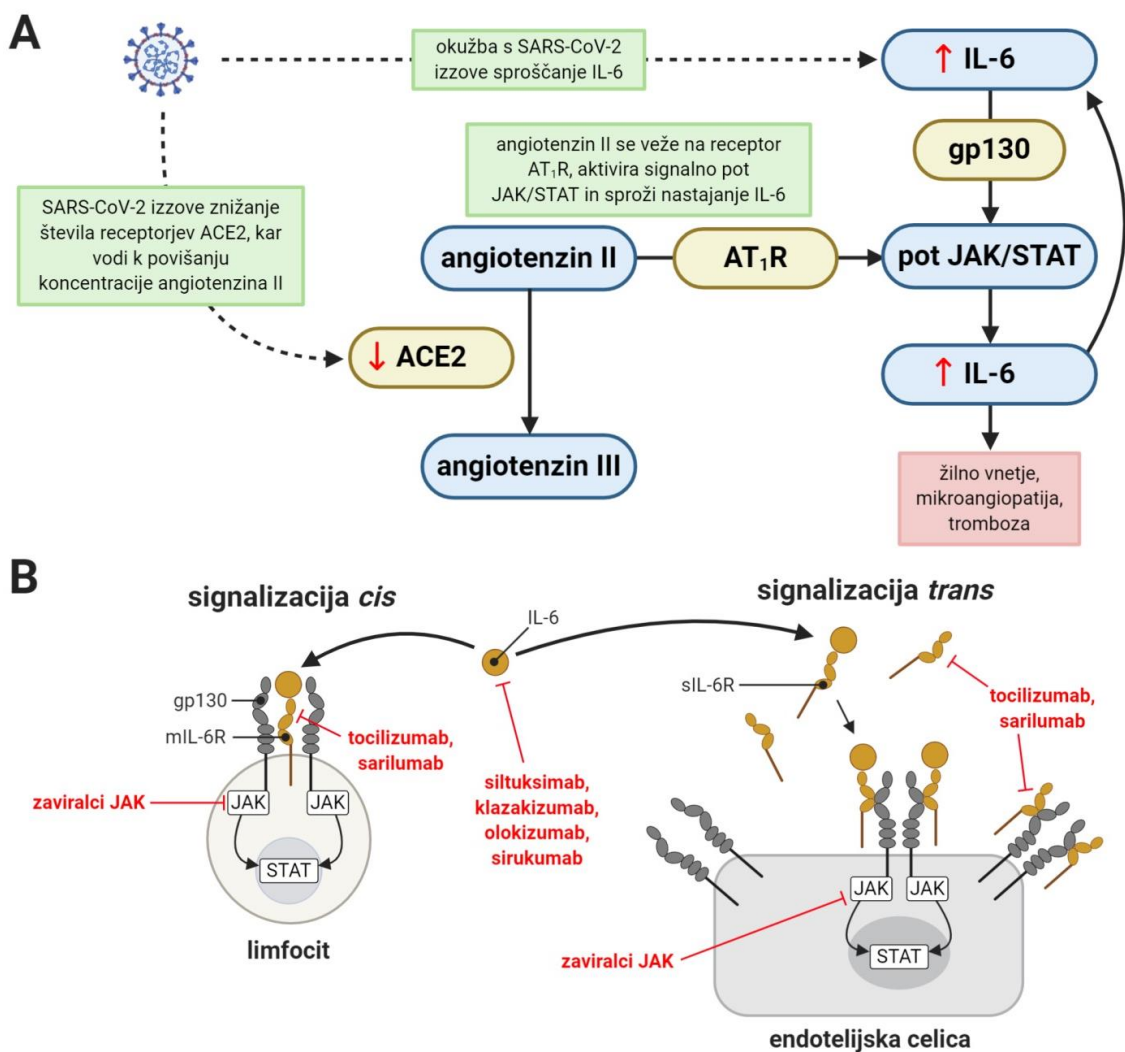 A
okužba s SARS-CoV-2
izzove sproščanje IL-6
↑ IL-6
gp130
angiotenzin II se veže na receptor
AT₁R, aktivira signalno pot
JAK/STAT in sproži nastajanje IL-6
SARS-CoV-2 izzove znižanje
števila receptorjev ACE2, kar
vodi k povišanju
koncentracije angiotenzina II
angiotenzin II
AT₁R
pot JAK/STAT
↓ ACE2
↑ IL-6
angiotenzin III
žilno vnetje,
mikroangiopatija,
tromboza
B
signalizacija cis
signalizacija trans
IL-6
gp130
mIL-6R
tocilizumab,
sarilumab
zaviralci JAK
JAK
JAK
STAT
limfocit
siltuksimab,
klazakizumab,
olokizumab,
sirukumab
sIL-6R
tocilizumab,
sarilumab
JAK
JAK
zaviralci JAK
STAT
endotelijska celica